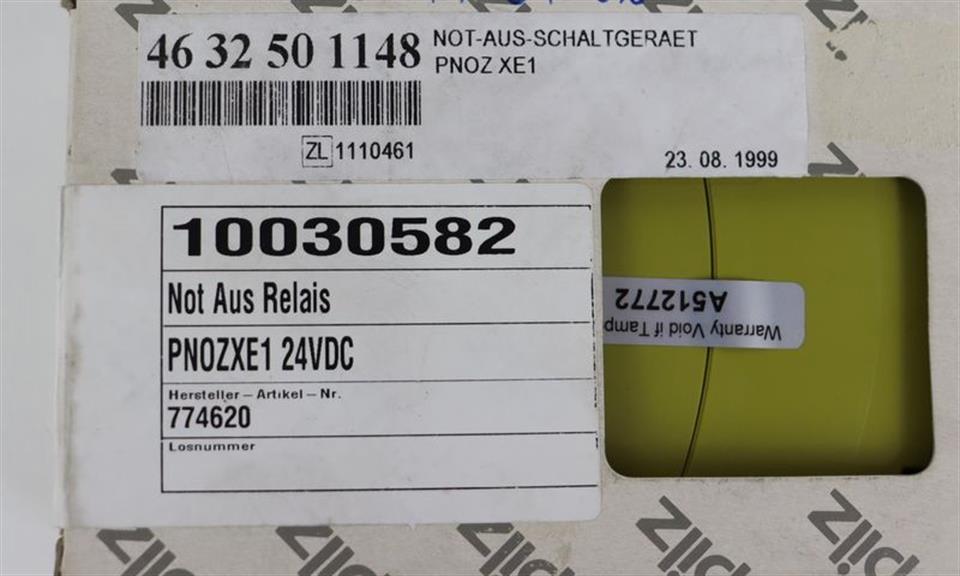 46 32 50 1148
NOT-AUS-SCHALTGERAET
PNOZ XE1
ZL 1110461
23. 08. 1999
10030582
Not Aus Relais
PNOZXE1 24VDC
Hersteller – Artikel – Nr.
774620
Losnummer
Warranty Void if Tamp
A512772